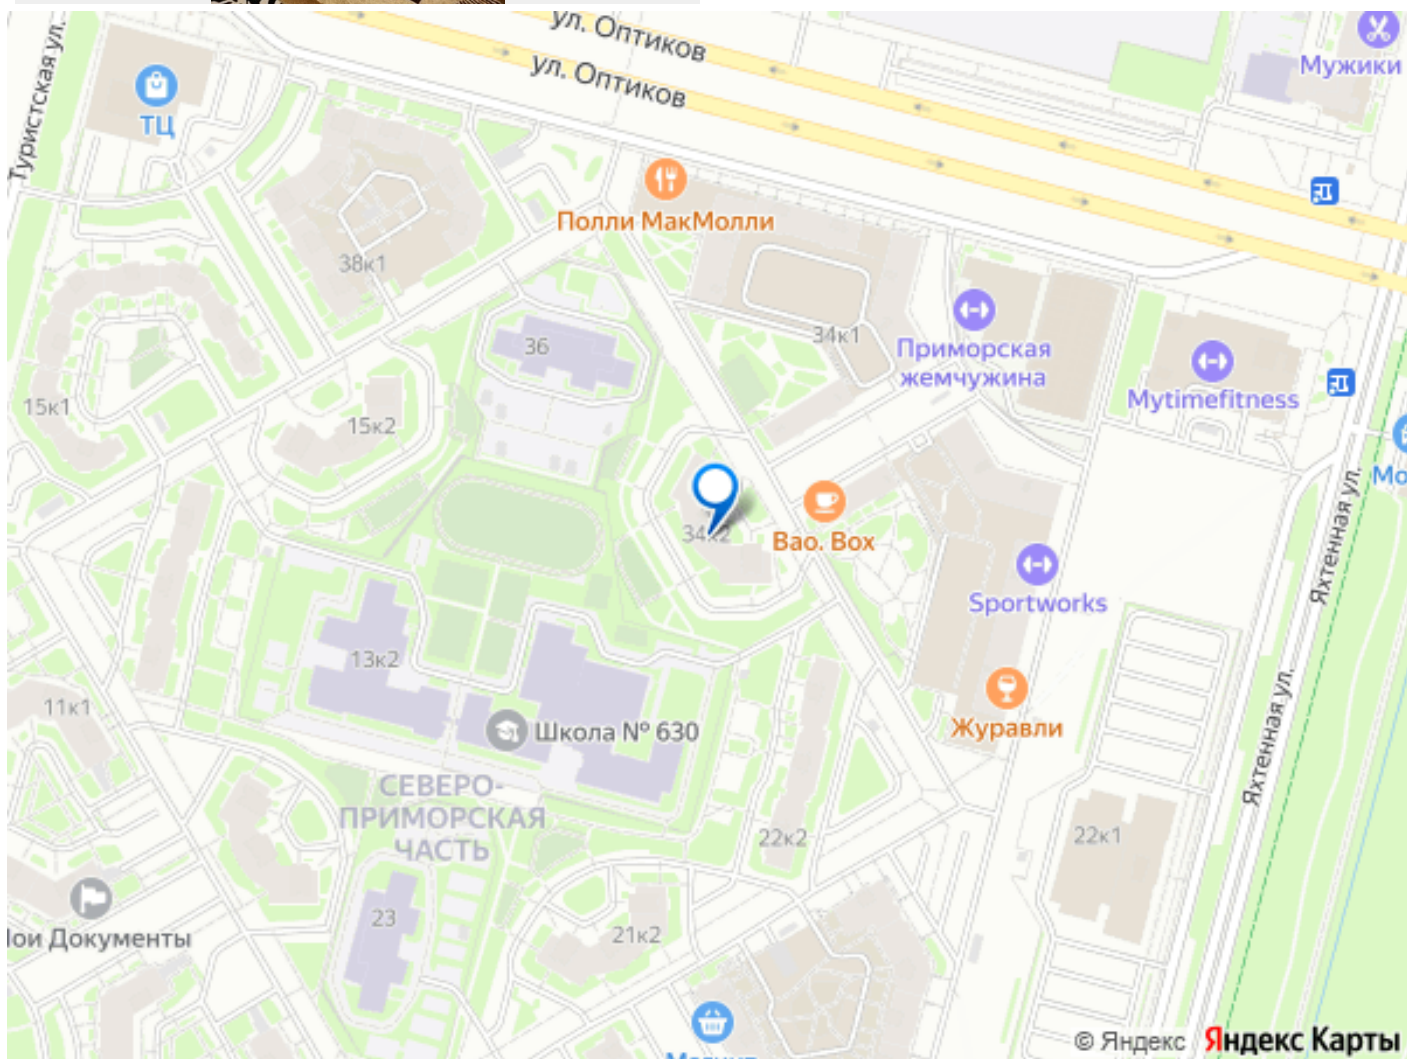 ул. Оптиков
ул. Оптиков
Туристская ул.
ТЦ
Мужики
Полли МакМолли
38к1
36
34к1
Приморская
жемчужина
Mytimefitness
15к1
15к2
34к2
Bao. Box
Sportworks
Яхтенная ул.
13к2
11к1
Школа № 630
Журавли
Яхтенная ул.
СЕВЕРО-
ПРИМОРСКАЯ
ЧАСТЬ
22к2
22к1
23
21к2
Документы
© Яндекс Яндекс Карты